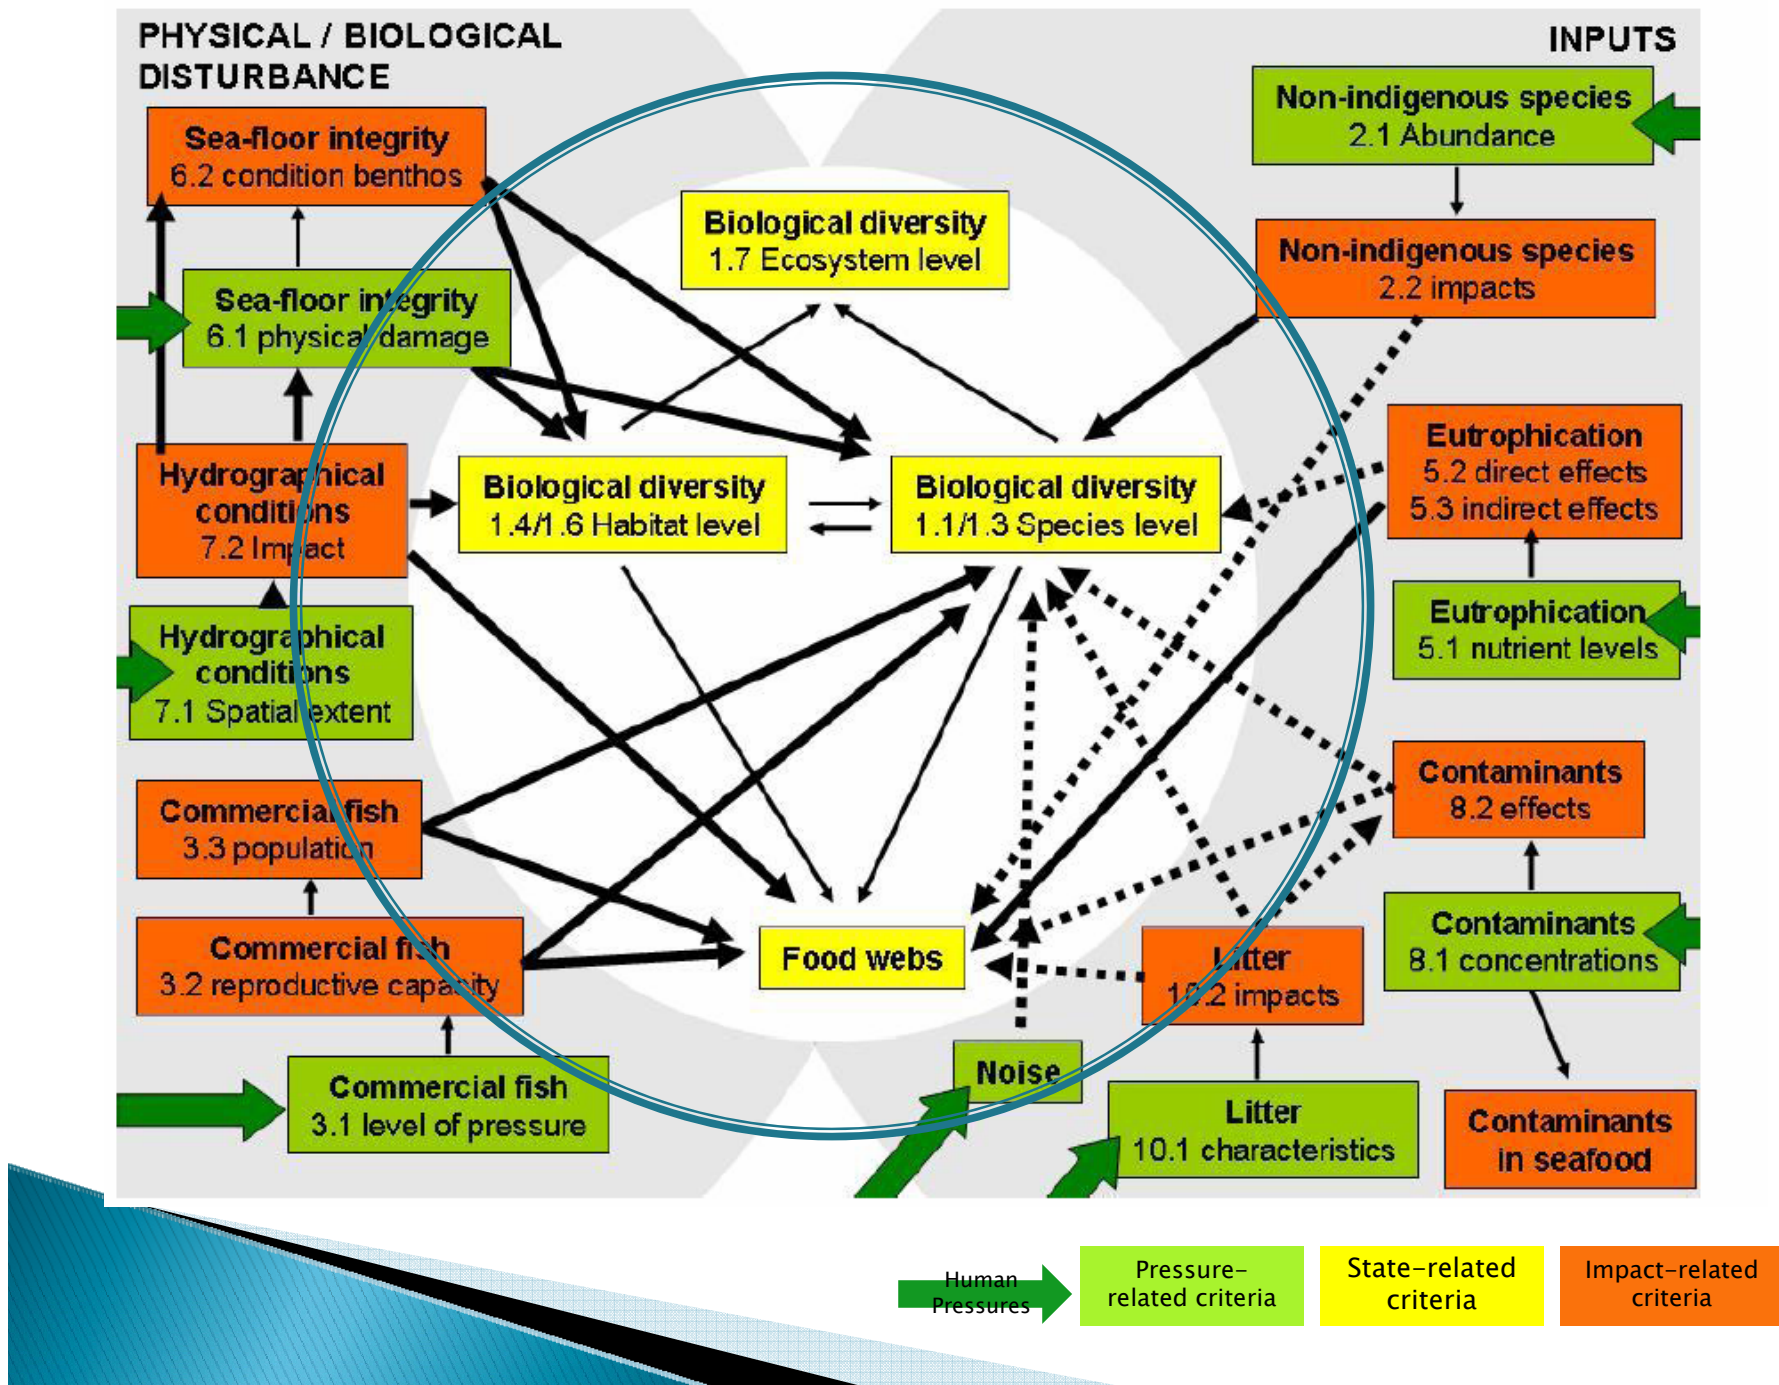 PHYSICAL / BIOLOGICAL
DISTURBANCE
INPUTS
Sea-floor integrity
6.2 condition benthos
Sea-floor integrity
6.1 physical damage
Hydrographical
conditions
7.2 Impact
Hydrographical
conditions
7.1 Spatial extent
Commercial fish
3.3 population
Commercial fish
3.2 reproductive capacity
Commercial fish
3.1 level of pressure
Biological diversity
1.7 Ecosystem level
Biological diversity
1.4/1.6 Habitat level
Biological diversity
1.1/1.3 Species level
Food webs
Noise
Non-indigenous species
2.1 Abundance
Non-indigenous species
2.2 impacts
Eutrophication
5.2 direct effects
5.3 indirect effects
Eutrophication
5.1 nutrient levels
Contaminants
8.2 effects
Contaminants
8.1 concentrations
Litter
10.2 impacts
Litter
10.1 characteristics
Contaminants
in seafood
Human
Pressures
Pressure-
related criteria
State-related
criteria
Impact-related
criteria